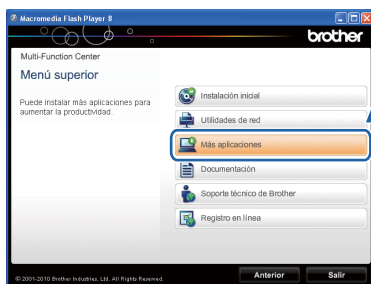 Macromedia Flash Player 8
brother
Multi-Function Center
Menú superior
Puede instalar más aplicaciones para
aumentar la productividad.
Instalación inicial
Utilidades de red
Más aplicaciones
Documentación
Soporte técnico de Brother
Registro en línea
© 2001-2010 Brother Industries, Ltd. All Rights Reserved.
Anterior
Salir